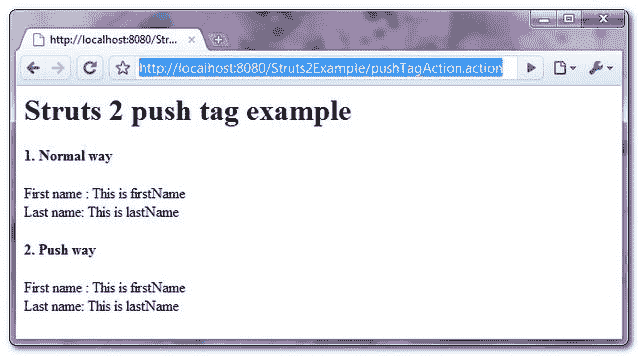 http://localhost:8080/Str...
http://localhost:8080/Struts2Example/pushTagAction.action
Struts 2 push tag example
1. Normal way
First name : This is firstName
Last name: This is lastName
2. Push way
First name : This is firstName
Last name: This is lastName